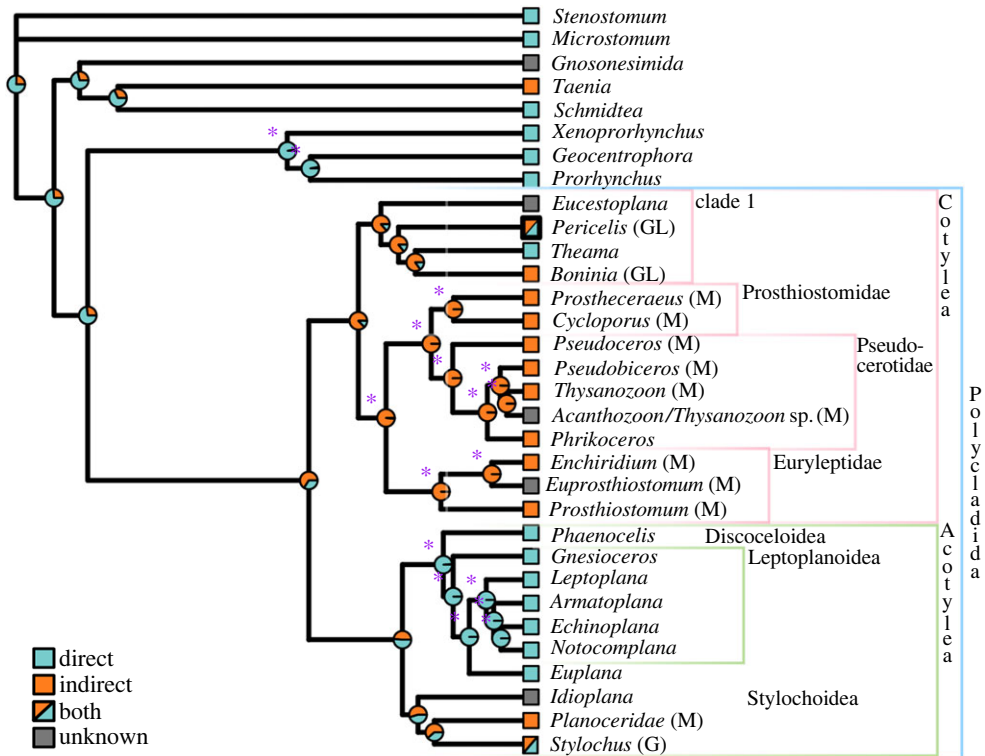 Stenostomum
Microstomum
Gnosonesimida
Taenia
Schmidtea
*
Xenoprorhynchus
*
Geocentrophora
Prorhynchus
Eucestoplana
clade 1
Pericelis (GL)
Theama
Boninia (GL)
*
Prostheceraeus (M)
Prosthiostomidae
*
Cycloporus (M)
Pseudoceros (M)
Pseudo-
cerotidae
*
*
Pseudobiceros (M)
*
*
*
Thysanozoon (M)
Acanthozoon/Thysanozoon sp. (M)
Phrikoceros
*
Enchiridium (M)
Euryleptidae
*
Euprosthiostomum (M)
Prosthiostomum (M)
Cotylea
Phaenocelis
Discoceloidea
*
Gnesioceros
Leptoplanoidea
*
*
Leptoplana
*
Armatoplana
*
*
Echinoplana
Notocomplana
Euplana
Idioplana
Stylochoidea
Planoceridae (M)
Stylochus (G)
Acotylea
Polycladida
direct
indirect
both
unknown